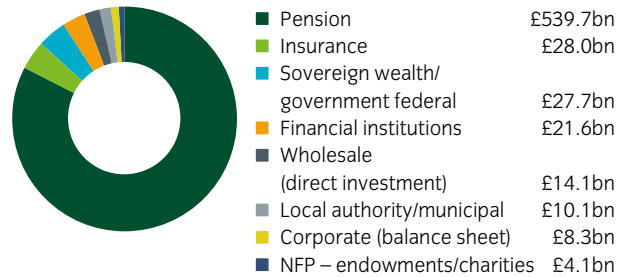 Pension £539.7bn
Insurance £28.0bn
Sovereign wealth/
government federal £27.7bn
Financial institutions £21.6bn
Wholesale
(direct investment) £14.1bn
Local authority/municipal £10.1bn
Corporate (balance sheet) £8.3bn
NFP – endowments/charities £4.1bn